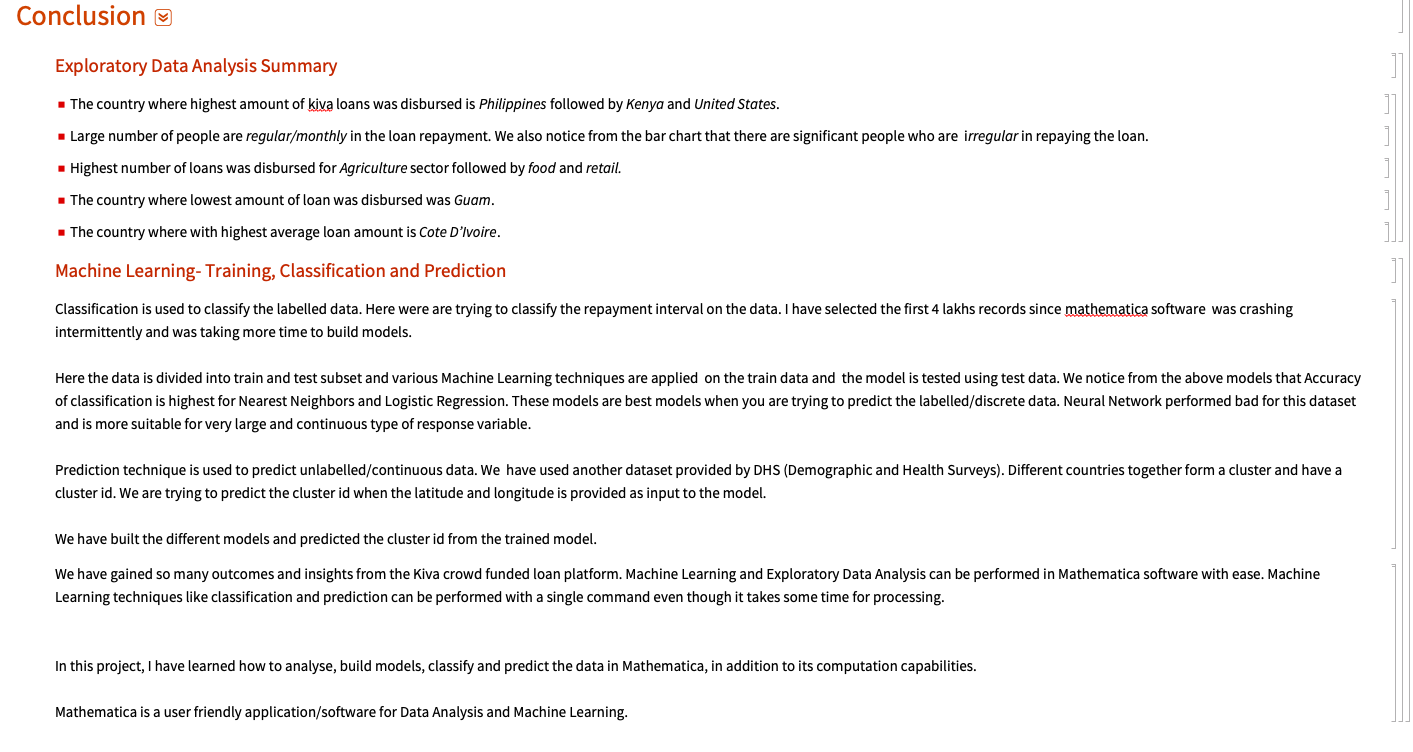 Conclusion
Exploratory Data Analysis Summary
The country where highest amount of kiva loans was disbursed is Philippines followed by Kenya and United States.
Large number of people are regular/monthly in the loan repayment. We also notice from the bar chart that there are significant people who are  irregular in repaying the loan.
Highest number of loans was disbursed for Agriculture sector followed by food and retail.
The country where lowest amount of loan was disbursed was Guam.
The country where with highest average loan amount is Cote D'Ivoire.
Machine Learning- Training, Classification and Prediction
Classification is used to classify the labelled data. Here were are trying to classify the repayment interval on the data. I have selected the first 4 lakhs records since mathematica software  was crashing
intermittently and was taking more time to build models.
Here the data is divided into train and test subset and various Machine Learning techniques are applied  on the train data and  the model is tested using test data. We notice from the above models that Accuracy
of classification is highest for Nearest Neighbors and Logistic Regression. These models are best models when you are trying to predict the labelled/discrete data. Neural Network performed bad for this dataset
and is more suitable for very large and continuous type of response variable.
Prediction technique is used to predict unlabelled/continuous data. We  have used another dataset provided by DHS (Demographic and Health Surveys). Different countries together form a cluster and have a
cluster id. We are trying to predict the cluster id when the latitude and longitude is provided as input to the model.
We have built the different models and predicted the cluster id from the trained model.
We have gained so many outcomes and insights from the Kiva crowd funded loan platform. Machine Learning and Exploratory Data Analysis can be performed in Mathematica software with ease. Machine
Learning techniques like classification and prediction can be performed with a single command even though it takes some time for processing.
In this project, I have learned how to analyse, build models, classify and predict the data in Mathematica, in addition to its computation capabilities.
Mathematica is a user friendly application/software for Data Analysis and Machine Learning.